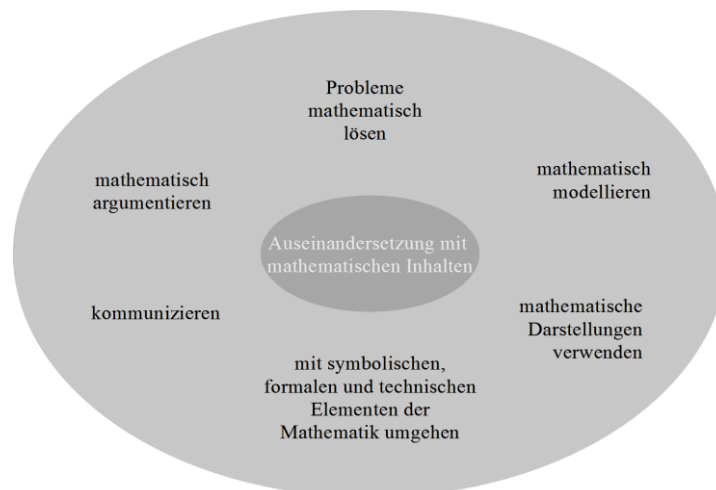 Probleme
mathematisch
lösen
mathematisch
argumentieren
mathematisch
modellieren
Auseinandersetzung mit
mathematischen Inhalten
kommunizieren
mathematische
Darstellungen
verwenden
mit symbolischen,
formalen und technischen
Elementen der
Mathematik umgehen